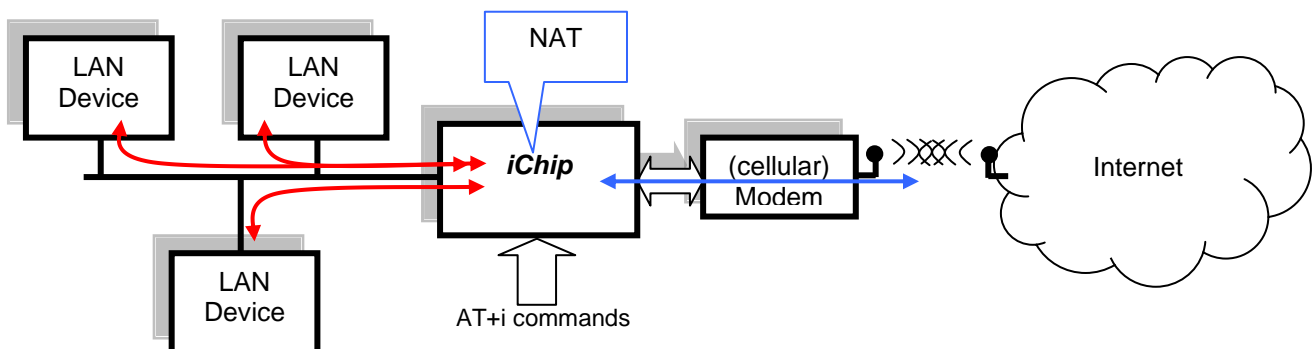 LAN
Device
LAN
Device
NAT
iChip
(cellular)
Modem
Internet
LAN
Device
AT+i commands